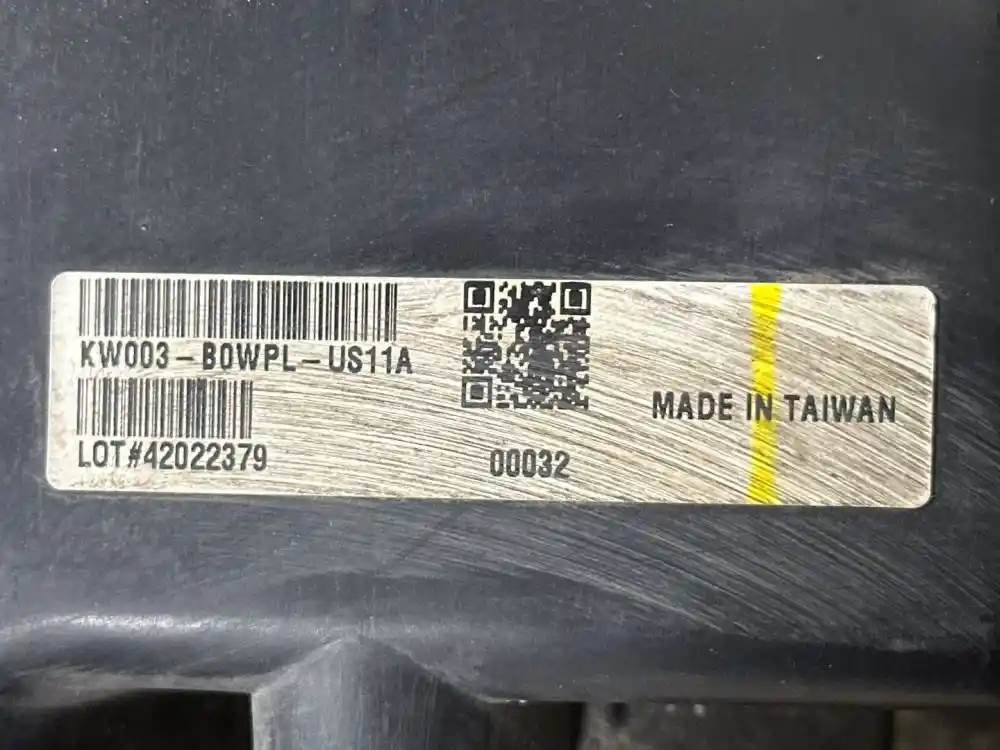 KW003-B0WPL-US11A
LOT#42022379
00032
MADE IN TAIWAN